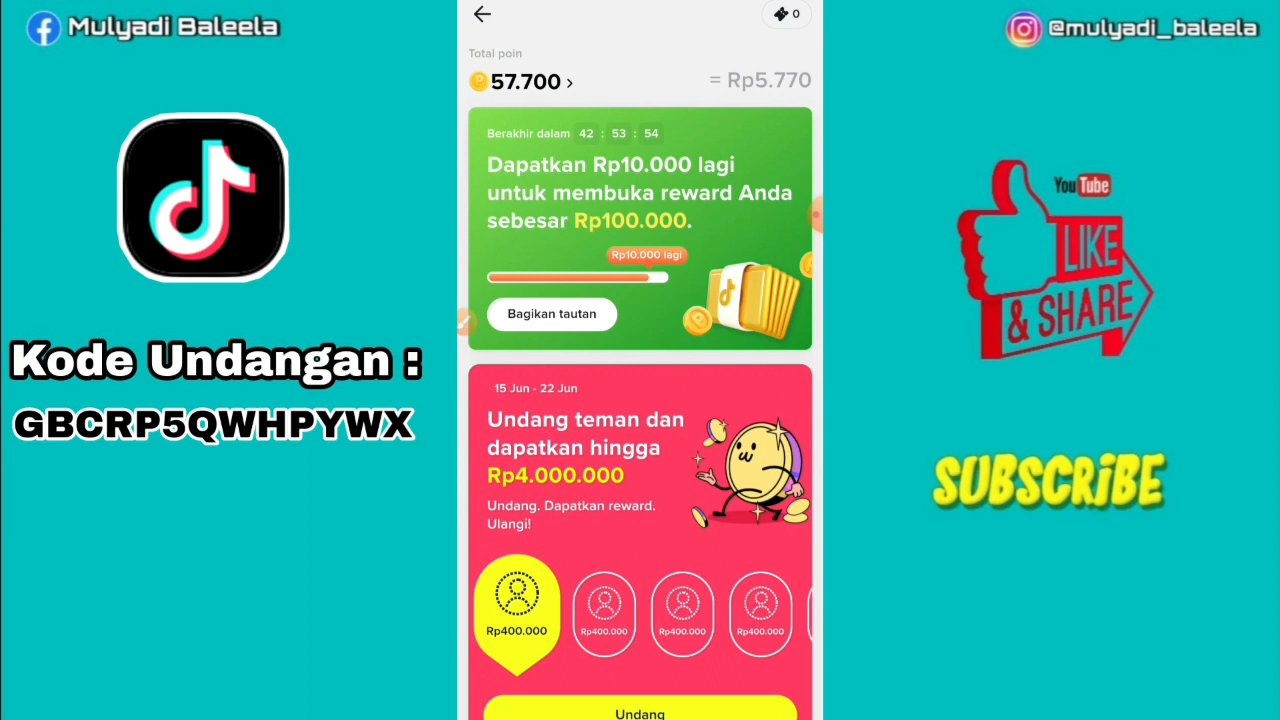 Mulyadi Baleela
Kode Undangan :
GBCRP5QWHPYWX
0
Total poin
57.700 ›
= Rp5.770
Berakhir dalam 42 : 53 : 54
Dapatkan Rp10.000 lagi
untuk membuka reward Anda
sebesar Rp100.000.
Rp10.000 lagi
Bagikan tautan
15 Jun - 22 Jun
Undang teman dan
dapatkan hingga
Rp4.000.000
Undang. Dapatkan reward.
Ulangi!
Rp400.000
Rp400.000
Rp400.000
Rp400.000
Undang
@mulyadi_baleela
YouTube
LIKE
& SHARE
SUBSCRiBE